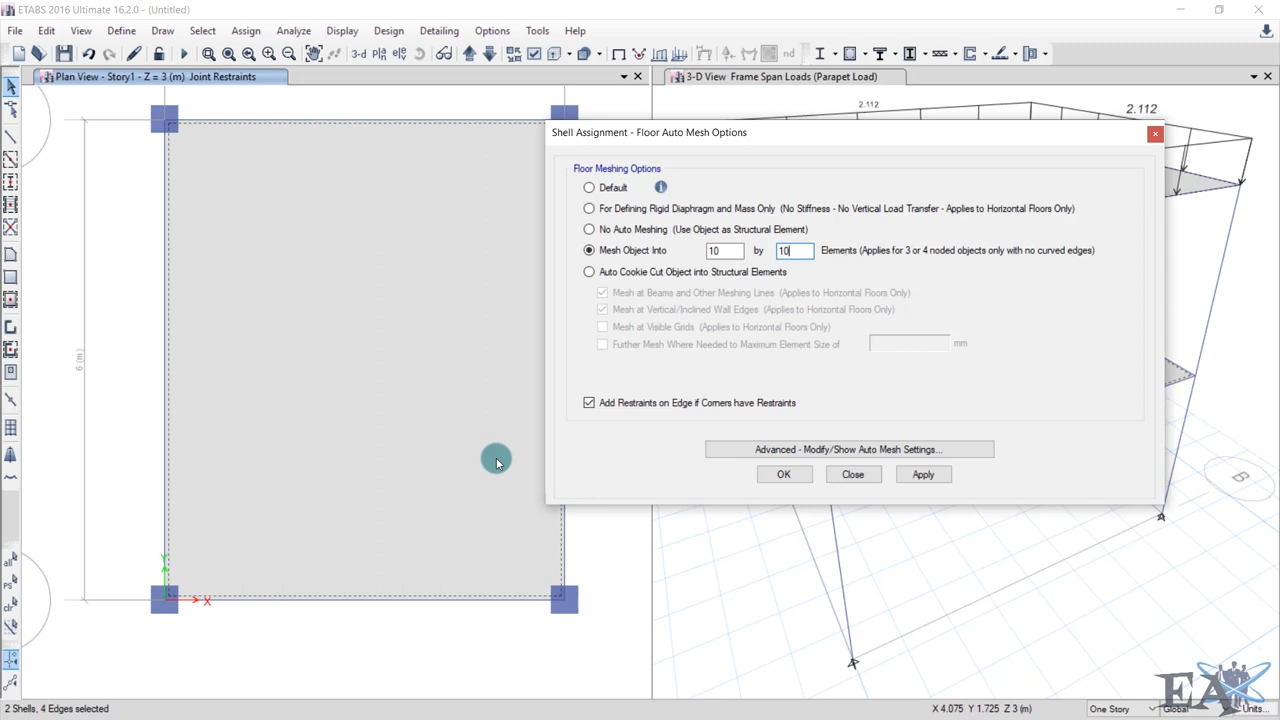 ETABS 2016 Ultimate 16.2.0 - (Untitled)
File Edit View Define Draw Select Assign Analyze Display Design Detailing Options Tools Help
3-d
nd
Plan View - Story1 - Z = 3 (m) Joint Restraints
3-D View Frame Span Loads (Parapet Load)
2.112
2.112
Shell Assignment - Floor Auto Mesh Options
Floor Meshing Options
Default
For Defining Rigid Diaphragm and Mass Only (No Stiffness - No Vertical Load Transfer - Applies to Horizontal Floors Only)
No Auto Meshing (Use Object as Structural Element)
Mesh Object Into 10 by 10 Elements (Applies for 3 or 4 noded objects only with no curved edges)
Auto Cookie Cut Object into Structural Elements
Mesh at Beams and Other Meshing Lines (Applies to Horizontal Floors Only)
Mesh at Vertical/Inclined Wall Edges (Applies to Horizontal Floors Only)
Mesh at Visible Grids (Applies to Horizontal Floors Only)
Further Mesh Where Needed to Maximum Element Size of mm
Add Restraints on Edge if Corners have Restraints
Advanced - Modify/Show Auto Mesh Settings...
OK Close Apply
6 (m)
Y
X
B
all
PS
clr
EA
2 Shells, 4 Edges selected
X 4.075 Y 1.725 Z 3 (m)
One Story
Global
Units...